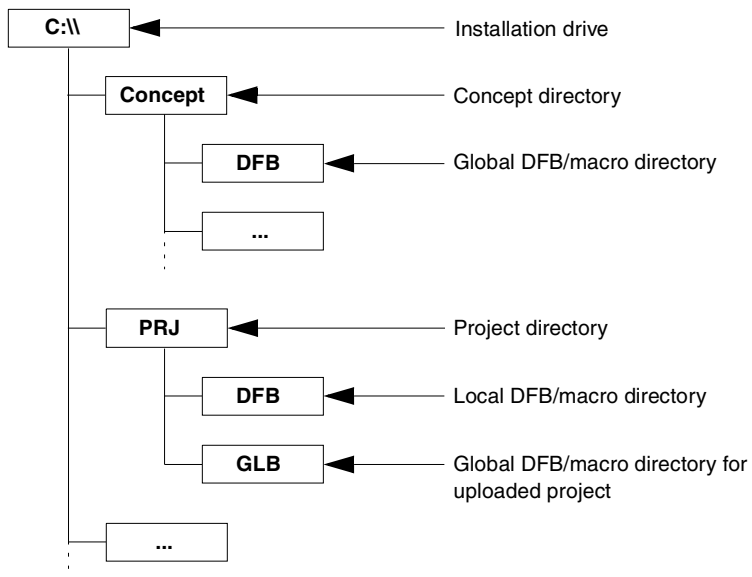 C:\\ Installation drive
Concept Concept directory
DFB Global DFB/macro directory
...
PRJ Project directory
DFB Local DFB/macro directory
GLB Global DFB/macro directory for
uploaded project
...